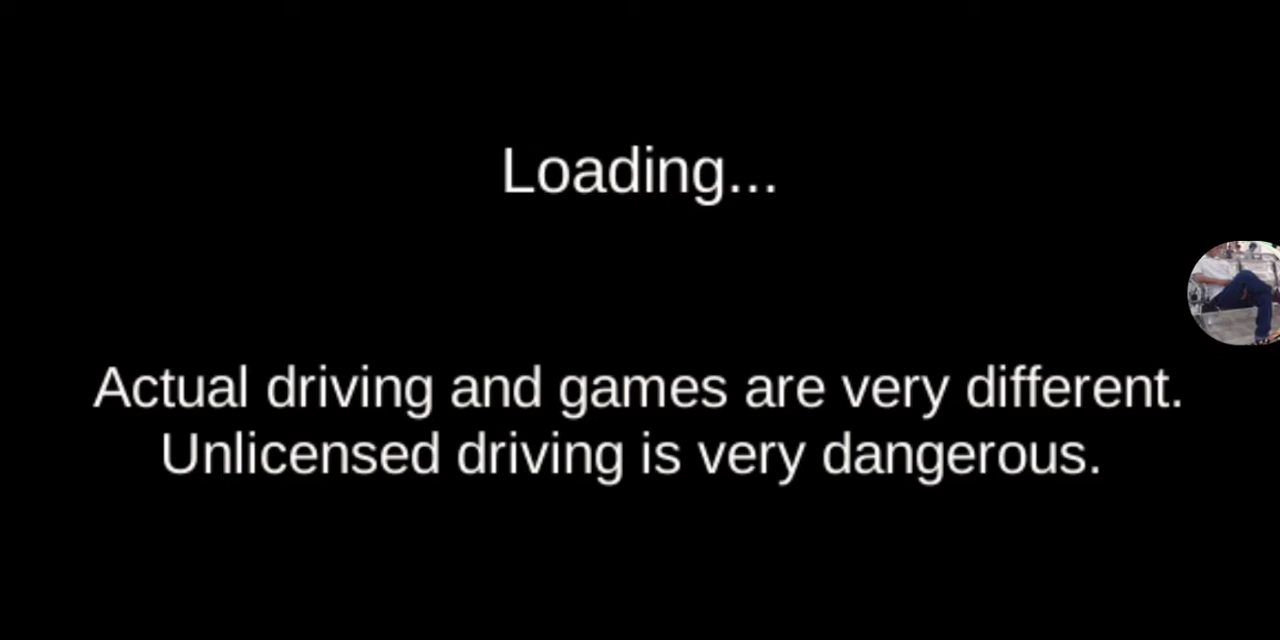 Loading...
Actual driving and games are very different.
Unlicensed driving is very dangerous.